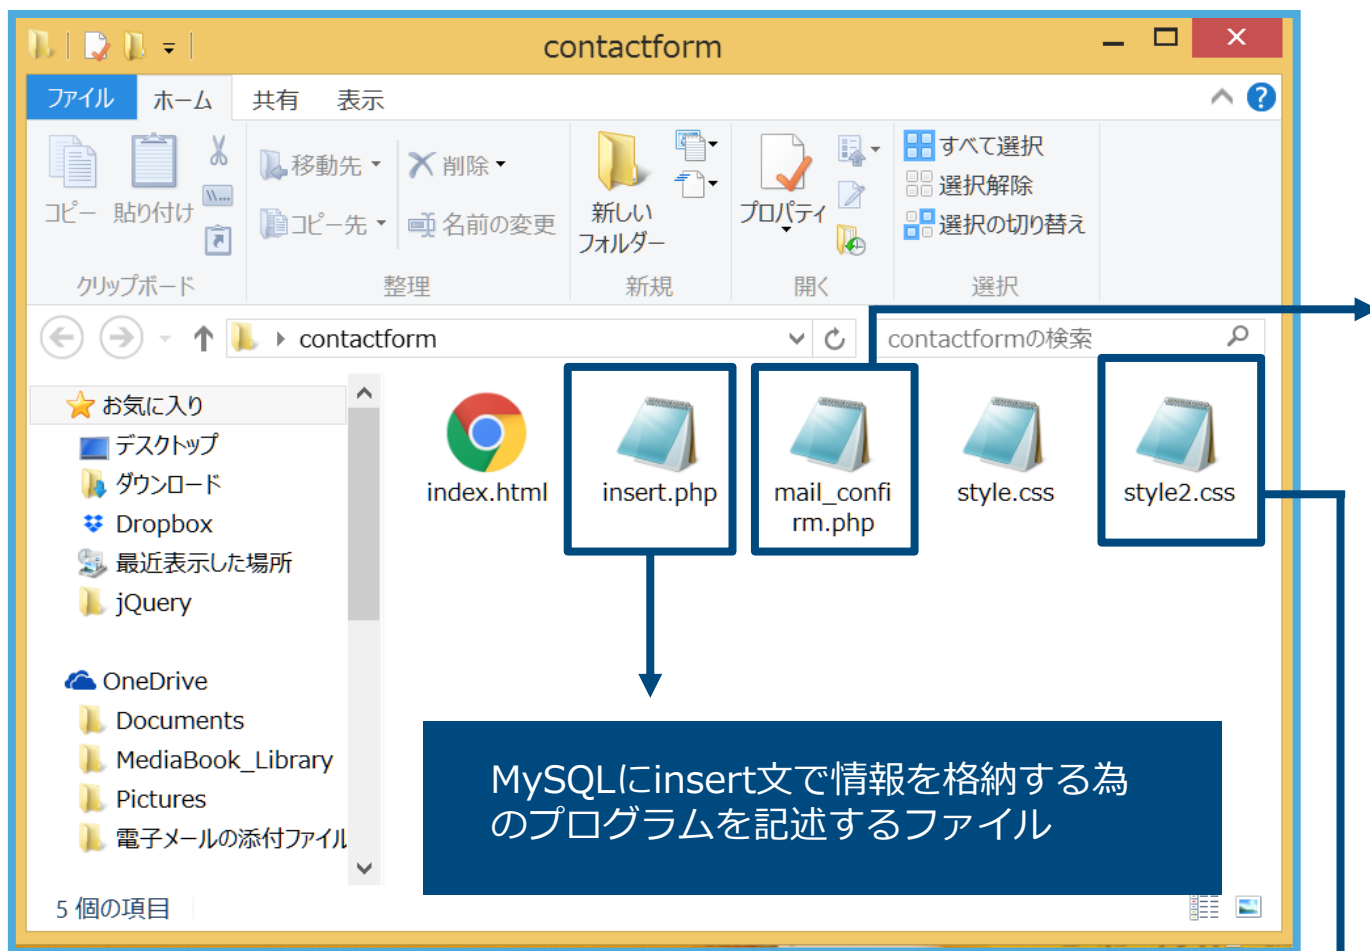 contactform
ファイル
ホーム
共有
表示
コピー
貼り付け
移動先
コピー先
削除
名前の変更
新しい
フォルダー
プロパティ
すべて選択
選択解除
選択の切り替え
クリップボード
整理
新規
開く
選択
contactform
contactformの検索
お気に入り
デスクトップ
ダウンロード
Dropbox
最近表示した場所
jQuery
OneDrive
Documents
MediaBook_Library
Pictures
電子メールの添付ファイル
index.html
insert.php
mail_confi
rm.php
style.css
style2.css
MySQLにinsert文で情報を格納する為
のプログラムを記述するファイル
5 個の項目